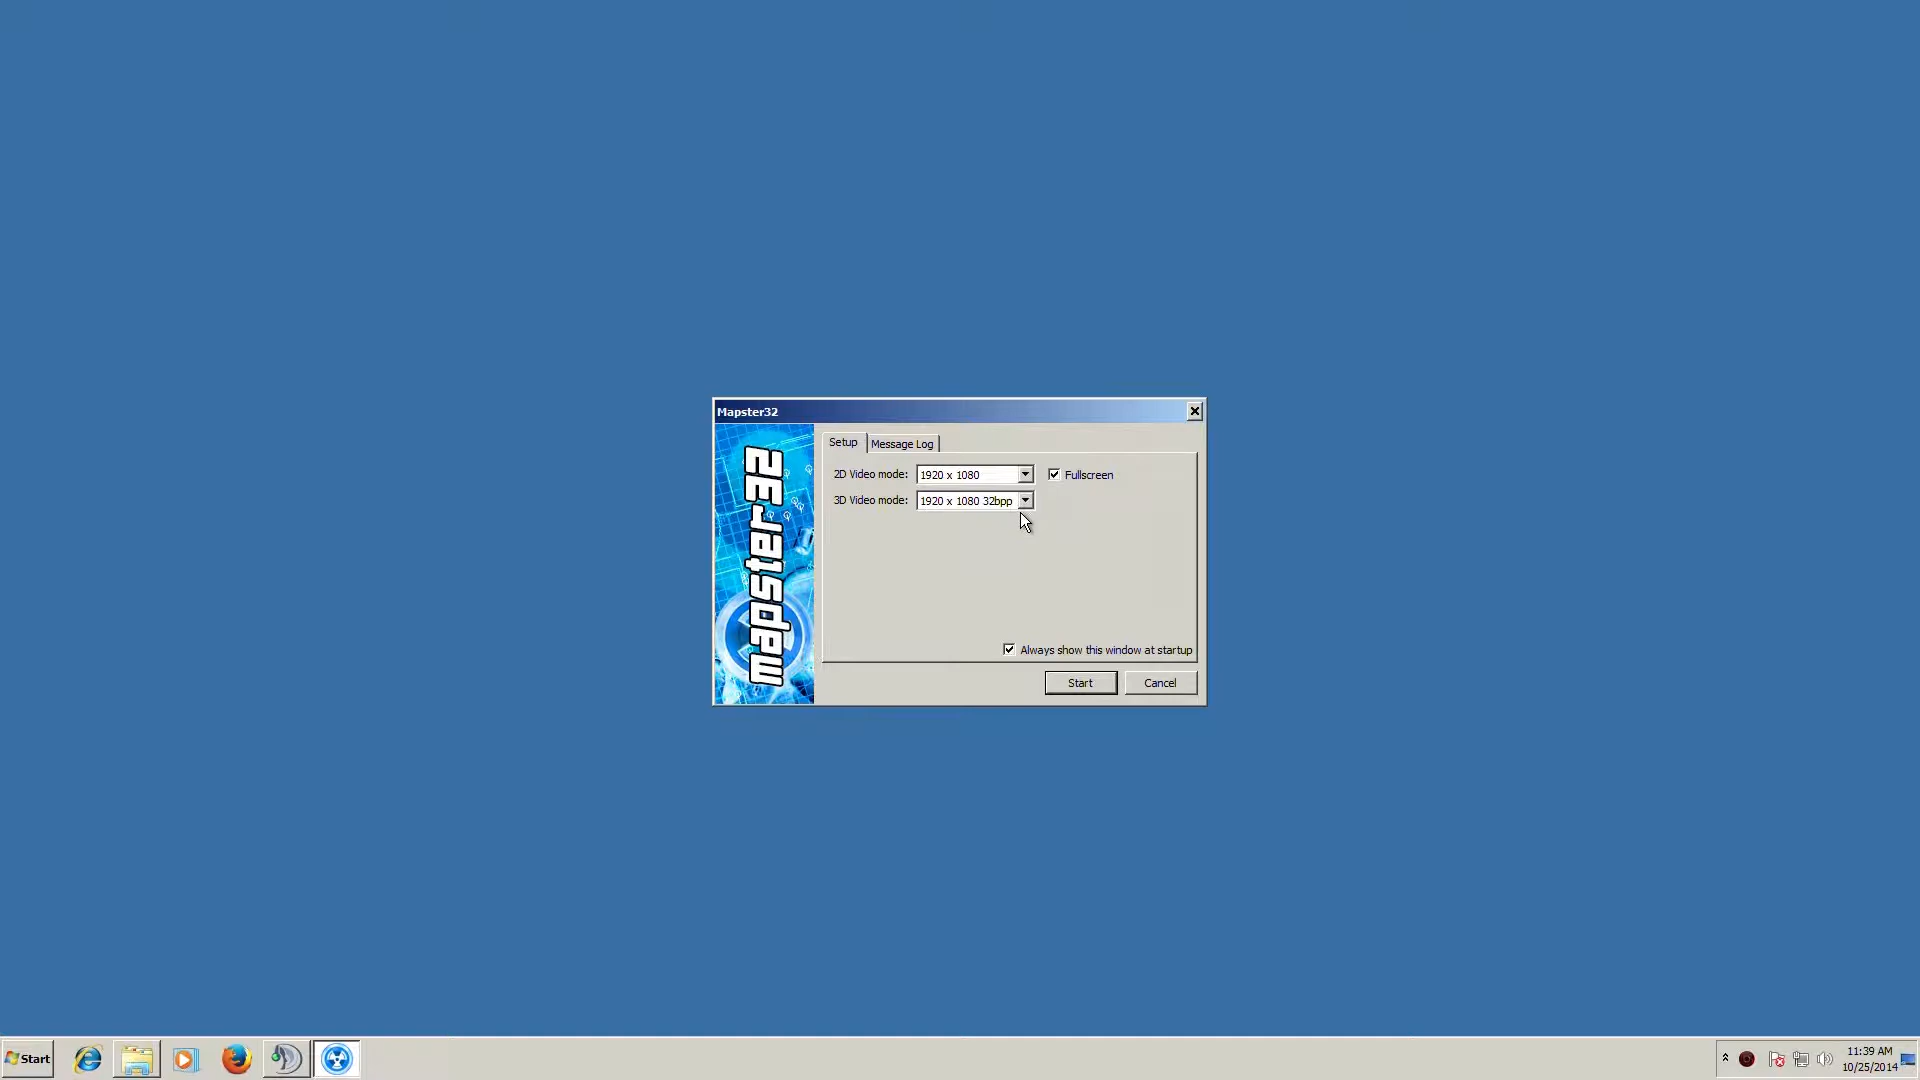 Mapster32
mapster32
Setup
Message Log
2D Video mode:
1920 x 1080
Fullscreen
3D Video mode:
1920 x 1080 32bpp
Always show this window at startup
Start
Cancel
Start
11:39 AM
10/25/2014